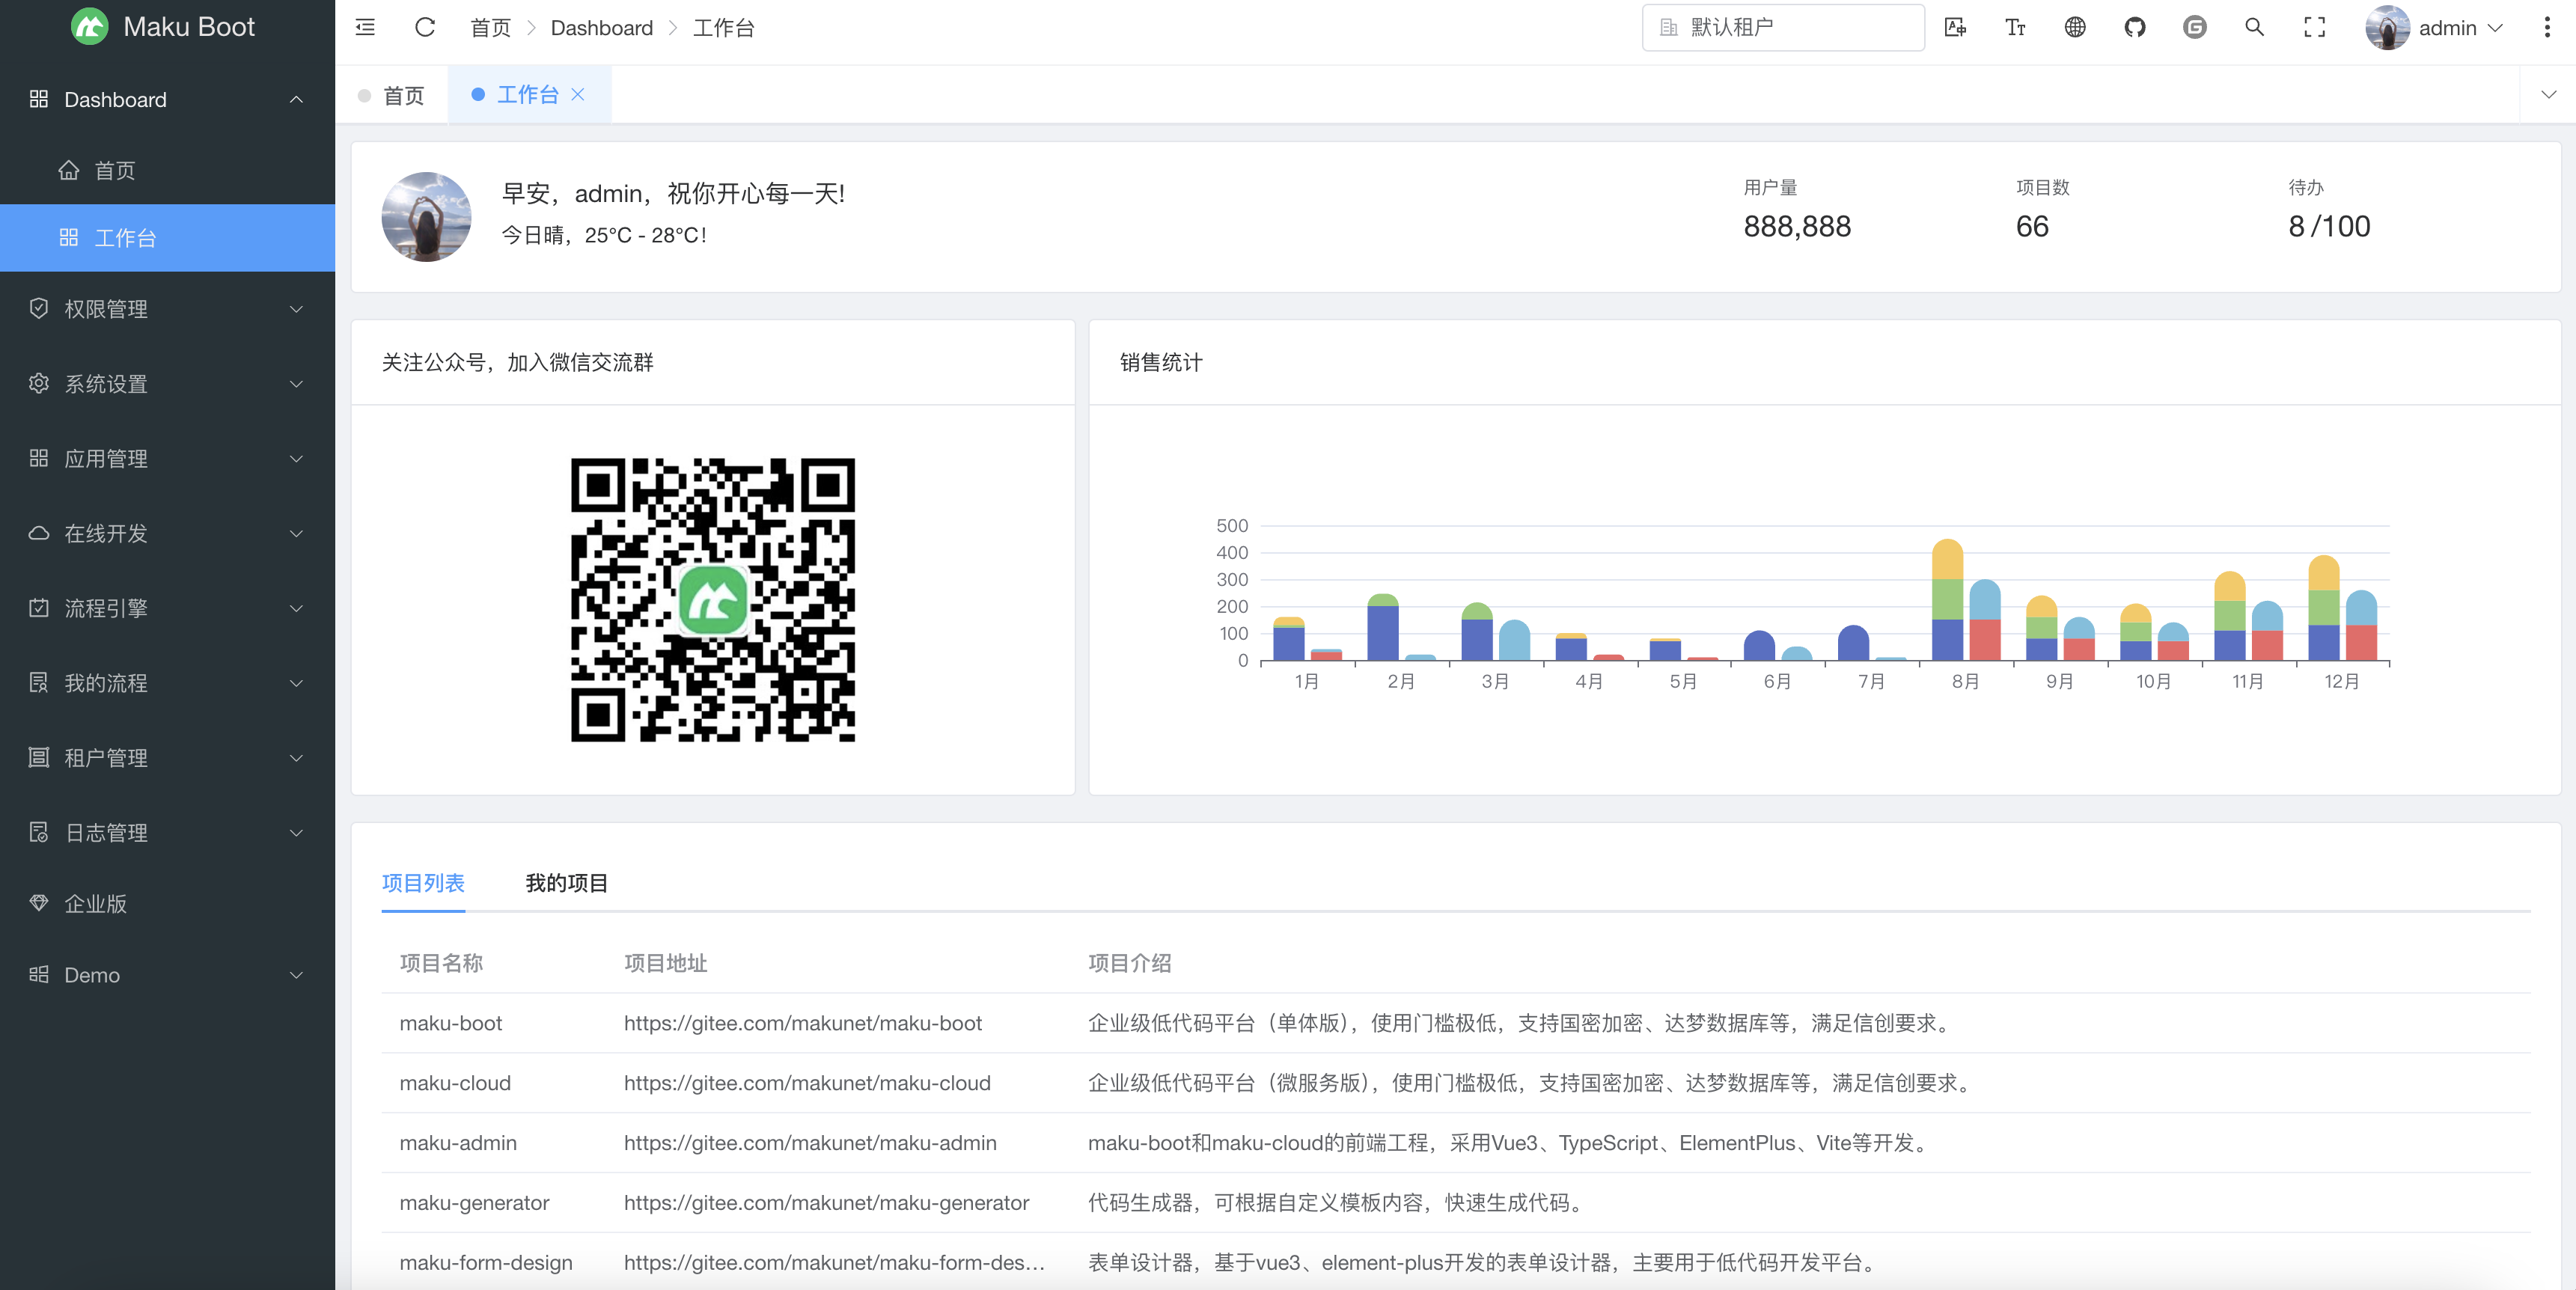 Maku Boot
首页
Dashboard
工作台
默认租户
admin
首页
工作台
Dashboard
首页
工作台
权限管理
系统设置
应用管理
在线开发
流程引擎
我的流程
租户管理
日志管理
企业版
Demo
早安，admin，祝你开心每一天!
今日晴，25°C - 28°C！
用户量
888,888
项目数
66
待办
8 /100
关注公众号，加入微信交流群
销售统计
500
400
300
200
100
0
1月 2月 3月 4月 5月 6月 7月 8月 9月 10月 11月 12月
项目列表 我的项目
项目名称 项目地址 项目介绍
maku-boot https://gitee.com/makunet/maku-boot 企业级低代码平台（单体版），使用门槛极低，支持国密加密、达梦数据库等，满足信创要求。
maku-cloud https://gitee.com/makunet/maku-cloud 企业级低代码平台（微服务版），使用门槛极低，支持国密加密、达梦数据库等，满足信创要求。
maku-admin https://gitee.com/makunet/maku-admin maku-boot和maku-cloud的前端工程，采用Vue3、TypeScript、ElementPlus、Vite等开发。
maku-generator https://gitee.com/makunet/maku-generator 代码生成器，可根据自定义模板内容，快速生成代码。
maku-form-design https://gitee.com/makunet/maku-form-des... 表单设计器，基于vue3、element-plus开发的表单设计器，主要用于低代码开发平台。